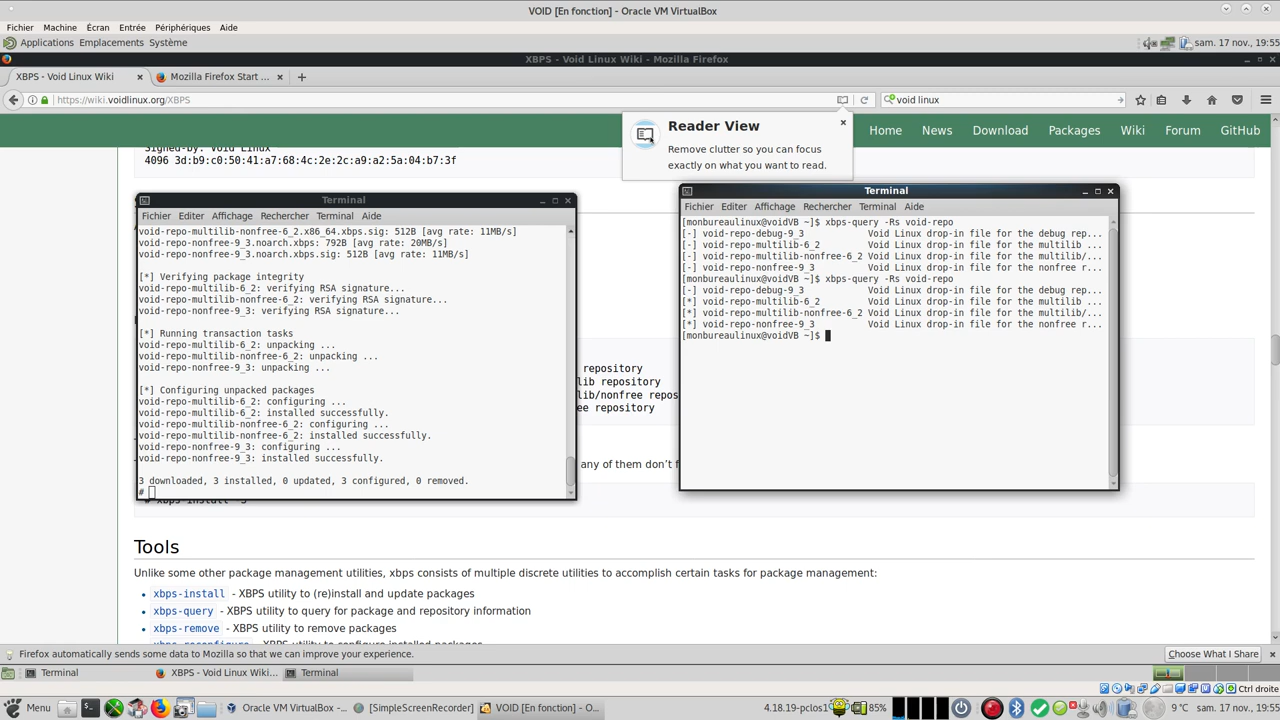 VOID [En fonction] - Oracle VM VirtualBox
Fichier Machine Écran Entrée Périphériques Aide
Applications Emplacements Système
sam. 17 nov., 19:55
XBPS - Void Linux Wiki - Mozilla Firefox
XBPS - Void Linux Wiki
Mozilla Firefox Start ...
https://wiki.voidlinux.org/XBPS
void linux
Home News Download Packages Wiki Forum GitHub
Reader View
Remove clutter so you can focus
exactly on what you want to read.
Signed-by: Void Linux
4096 3d:b9:c0:50:41:a7:68:4c:2e:2c:a9:a2:5a:04:b7:3f
Terminal
Fichier Editer Affichage Rechercher Terminal Aide
void-repo-multilib-nonfree-6_2.x86_64.xbps.sig: 512B [avg rate: 11MB/s]
void-repo-nonfree-9_3.noarch.xbps: 792B [avg rate: 20MB/s]
void-repo-nonfree-9_3.noarch.xbps.sig: 512B [avg rate: 11MB/s]
[*] Verifying package integrity
void-repo-multilib-6_2: verifying RSA signature...
void-repo-multilib-nonfree-6_2: verifying RSA signature...
void-repo-nonfree-9_3: verifying RSA signature...
[*] Running transaction tasks
void-repo-multilib-6_2: unpacking ...
void-repo-multilib-nonfree-6_2: unpacking ...
void-repo-nonfree-9_3: unpacking ...
[*] Configuring unpacked packages
void-repo-multilib-6_2: configuring ...
void-repo-multilib-6_2: installed successfully.
void-repo-multilib-nonfree-6_2: configuring ...
void-repo-multilib-nonfree-6_2: installed successfully.
void-repo-nonfree-9_3: configuring ...
void-repo-nonfree-9_3: installed successfully.
3 downloaded, 3 installed, 0 updated, 3 configured, 0 removed.
#
Terminal
Fichier Editer Affichage Rechercher Terminal Aide
[monbureaulinux@voidVB ~]$ xbps-query -Rs void-repo
[-] void-repo-debug-9_3 Void Linux drop-in file for the debug rep...
[-] void-repo-multilib-6_2 Void Linux drop-in file for the multilib ...
[-] void-repo-multilib-nonfree-6_2 Void Linux drop-in file for the multilib/...
[-] void-repo-nonfree-9_3 Void Linux drop-in file for the nonfree r...
[monbureaulinux@voidVB ~]$ xbps-query -Rs void-repo
[-] void-repo-debug-9_3 Void Linux drop-in file for the debug rep...
[*] void-repo-multilib-6_2 Void Linux drop-in file for the multilib ...
[*] void-repo-multilib-nonfree-6_2 Void Linux drop-in file for the multilib/...
[*] void-repo-nonfree-9_3 Void Linux drop-in file for the nonfree r...
[monbureaulinux@voidVB ~]$
repository
lib repository
lib/nonfree repos
ee repository
any of them don't f
Tools
Unlike some other package management utilities, xbps consists of multiple discrete utilities to accomplish certain tasks for package management:
xbps-install - XBPS utility to (re)install and update packages
xbps-query - XBPS utility to query for package and repository information
xbps-remove - XBPS utility to remove packages
xbps-reconfigure - XBPS utility to configure installed packages
Firefox automatically sends some data to Mozilla so that we can improve your experience.
Choose What I Share
Terminal
XBPS - Void Linux Wiki...
Terminal
Ctrl droite
Menu
Oracle VM VirtualBox
[SimpleScreenRecorder]
VOID [En fonction] - O...
4.18.19-pclos1
85%
9 °C
sam. 17 nov., 19:55